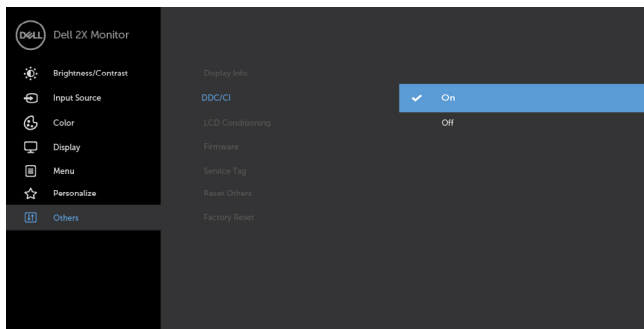 DELL Dell 2X Monitor
Brightness/Contrast
Input Source
Color
Display
Menu
Personalize
Others
Display Info
DDC/CI
LCD Conditioning
Firmware
Service Tag
Reset Others
Factory Reset
On
Off